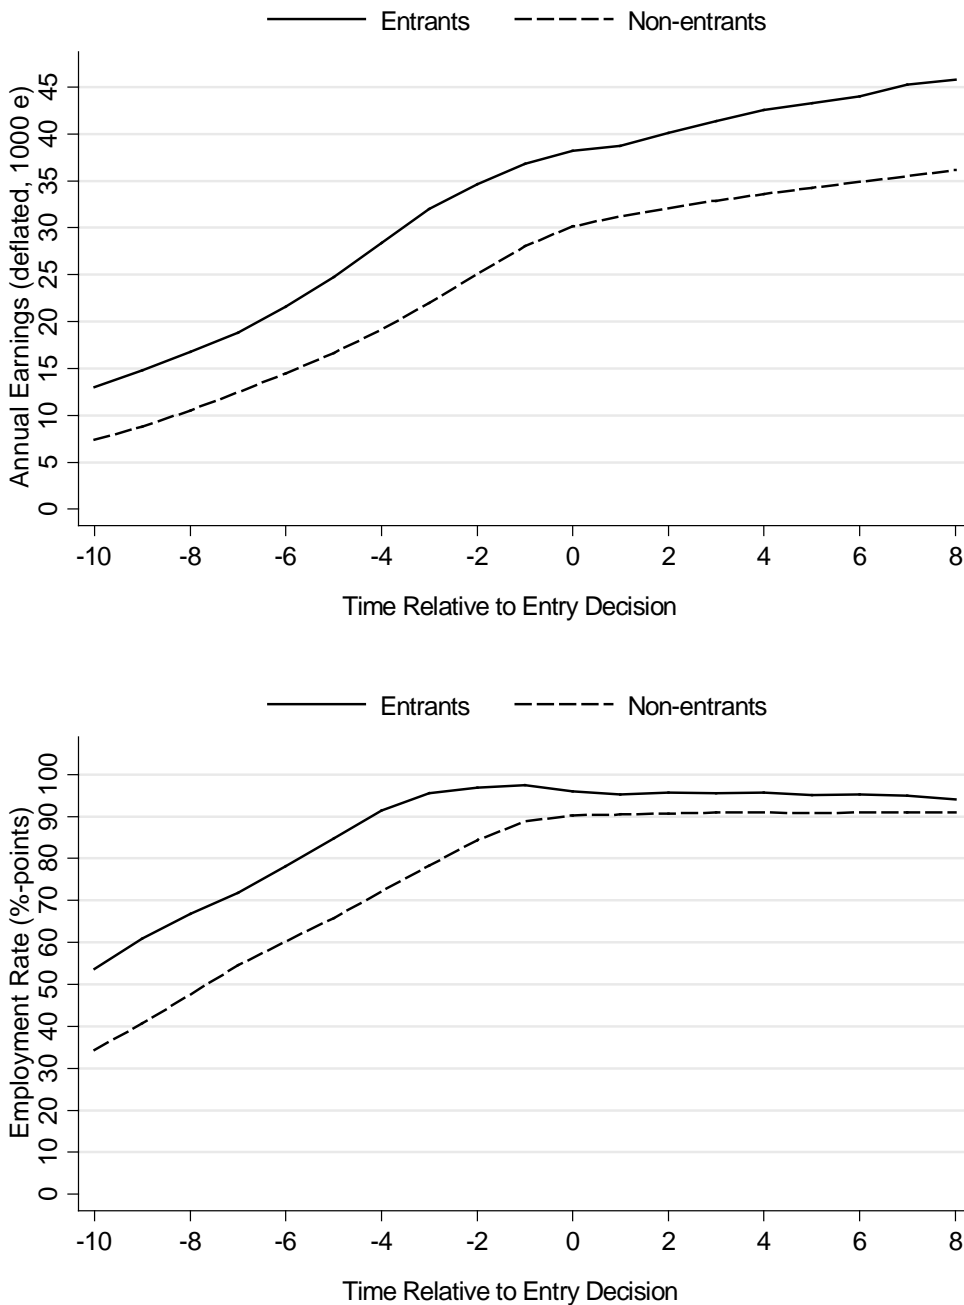 Entrants Non-entrants
Annual Earnings (deflated, 1000 e)
45
40
35
30
25
20
15
10
5
0
-10 -8 -6 -4 -2 0 2 4 6 8
Time Relative to Entry Decision
Entrants Non-entrants
Employment Rate (%-points)
100
90
80
70
60
50
40
30
20
10
0
-10 -8 -6 -4 -2 0 2 4 6 8
Time Relative to Entry Decision